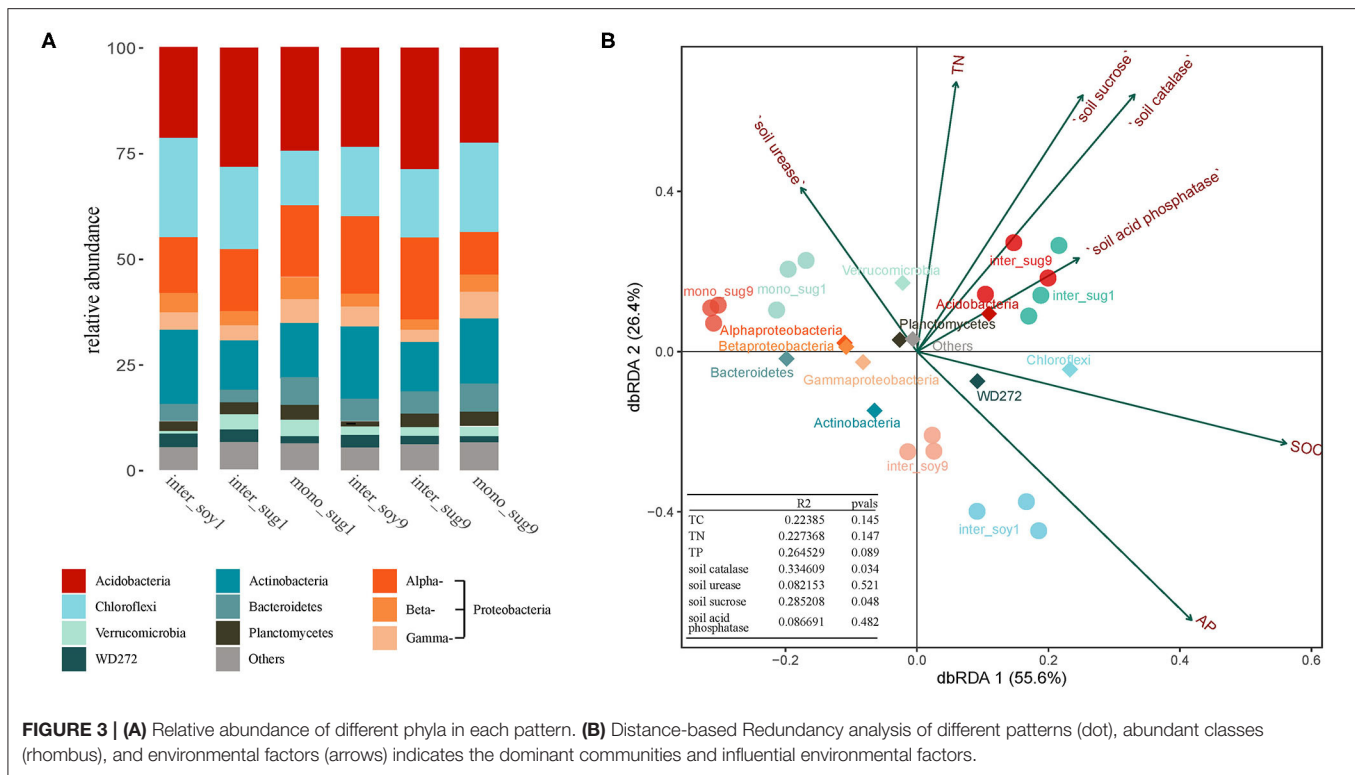 A
relative abundance
100
75
50
25
0
inter_soy1
inter_sug1
mono_sug1
inter_soy9
inter_sug9
mono_sug9
Acidobacteria
Chloroflexi
Verrucomicrobia
WD272
Actinobacteria
Bacteroidetes
Planctomycetes
Others
Alpha-
Beta-
Gamma-
Proteobacteria
B
dbRDA 2 (26.4%)
0.4
0.0
−0.4
`soil urease`
TN
`soil sucrose`
`soil catalase`
`soil acid phosphatase`
inter_sug9
inter_sug1
Verrucomicrobia
mono_sug1
mono_sug9
Acidobacteria
Planctomycetes
Alphaproteobacteria
Betaproteobacteria
Others
Bacteroidetes
Gammaproteobacteria
Chloroflexi
WD272
Actinobacteria
SOC
inter_soy9
inter_soy1
AP
R2 pvals
TC 0.22385 0.145
TN 0.227368 0.147
TP 0.264529 0.089
soil catalase 0.334609 0.034
soil urease 0.082153 0.521
soil sucrose 0.285208 0.048
soil acid
phosphatase 0.086691 0.482
−0.2 0.0 0.2 0.4 0.6
dbRDA 1 (55.6%)
FIGURE 3 | (A) Relative abundance of different phyla in each pattern. (B) Distance-based Redundancy analysis of different patterns (dot), abundant classes
(rhombus), and environmental factors (arrows) indicates the dominant communities and influential environmental factors.